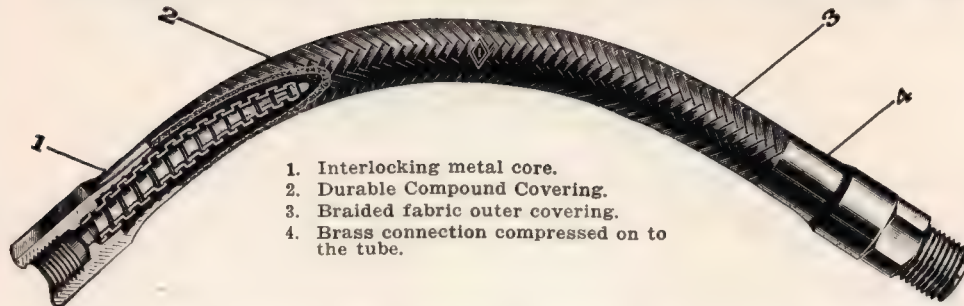 2
3
4
1
1. Interlocking metal core.
2. Durable Compound Covering.
3. Braided fabric outer covering.
4. Brass connection compressed on to
the tube.